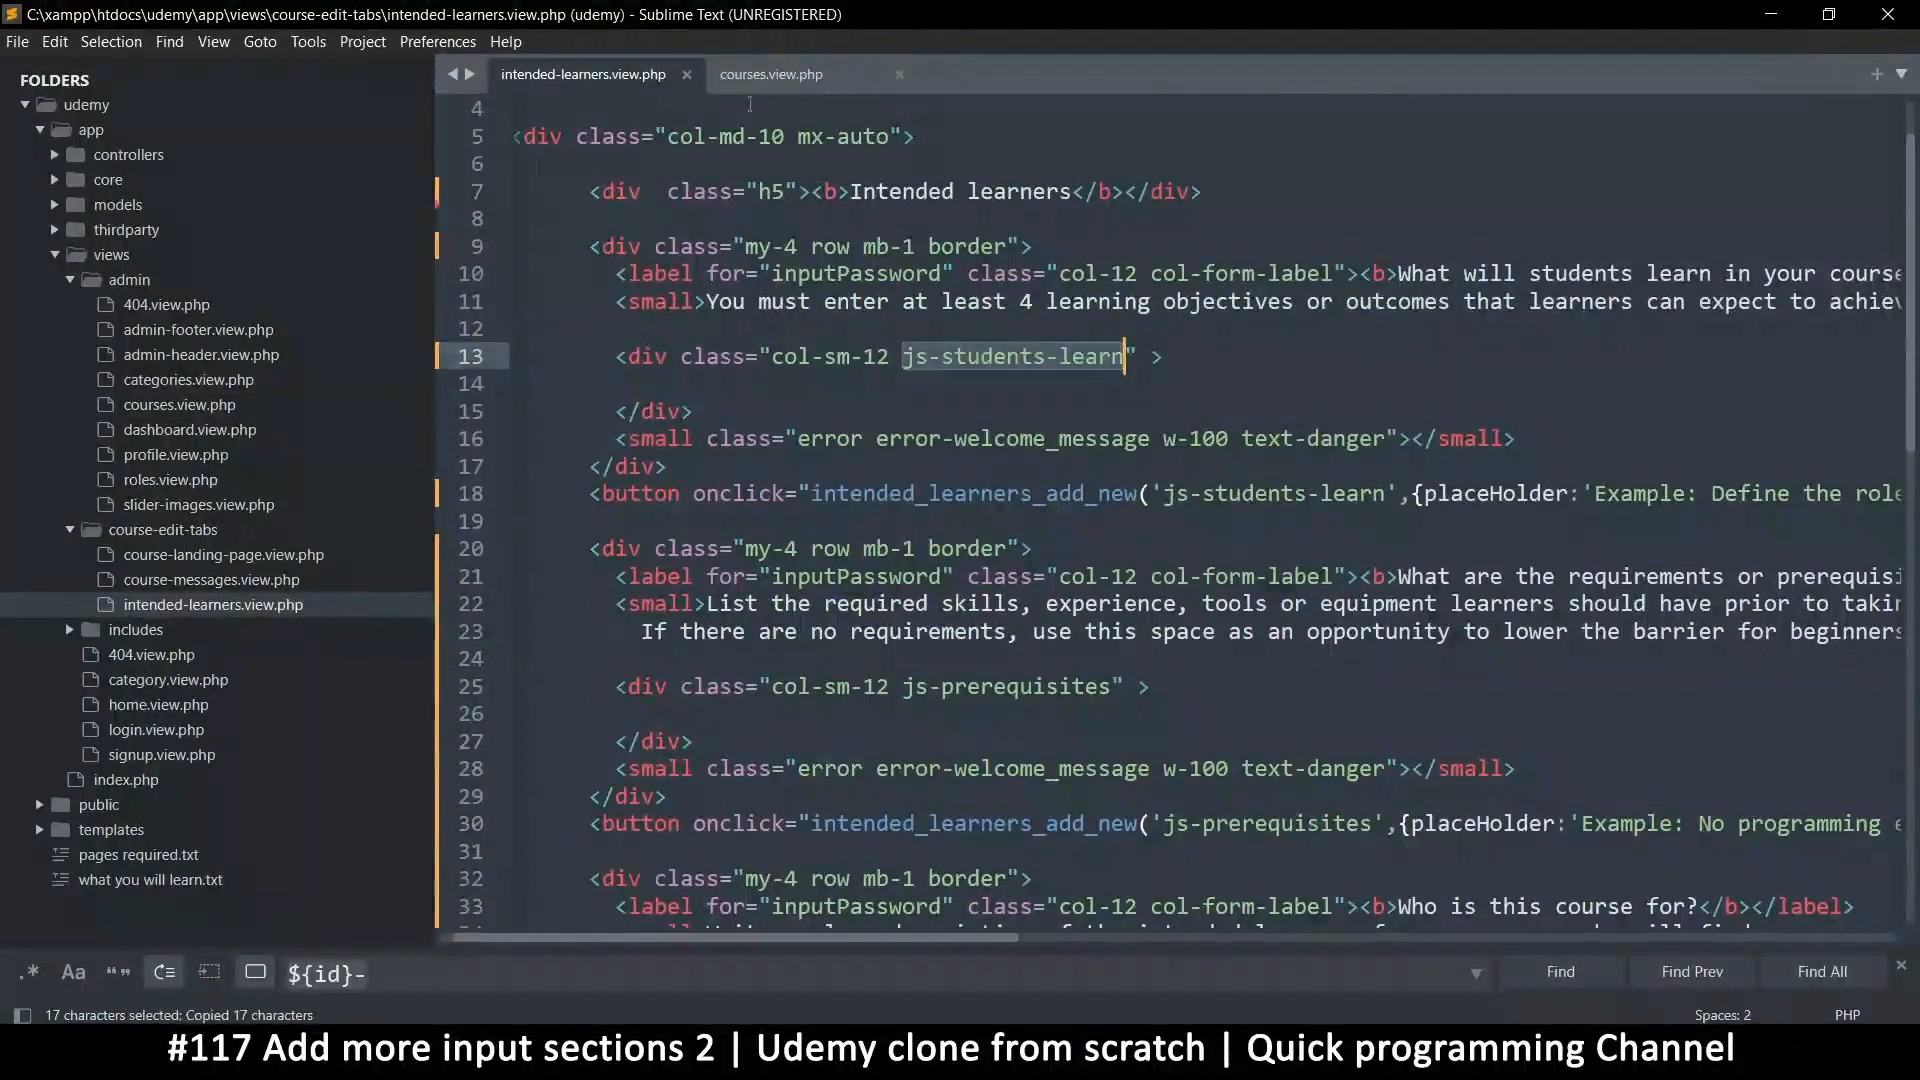 C:\xampp\htdocs\udemy\app\views\course-edit-tabs\intended-learners.view.php (udemy) - Sublime Text (UNREGISTERED)
File Edit Selection Find View Goto Tools Project Preferences Help
FOLDERS
udemy
app
controllers
core
models
thirdparty
views
admin
404.view.php
admin-footer.view.php
admin-header.view.php
categories.view.php
courses.view.php
dashboard.view.php
profile.view.php
roles.view.php
slider-images.view.php
course-edit-tabs
course-landing-page.view.php
course-messages.view.php
intended-learners.view.php
includes
404.view.php
category.view.php
home.view.php
login.view.php
signup.view.php
index.php
public
templates
pages required.txt
what you will learn.txt
intended-learners.view.php courses.view.php
4
5 <div class="col-md-10 mx-auto">
6
7 <div  class="h5"><b>Intended learners</b></div>
8
9 <div class="my-4 row mb-1 border">
10 <label for="inputPassword" class="col-12 col-form-label"><b>What will students learn in your course
11 <small>You must enter at least 4 learning objectives or outcomes that learners can expect to achiev
12
13 <div class="col-sm-12 js-students-learn" >
14
15 </div>
16 <small class="error error-welcome_message w-100 text-danger"></small>
17 </div>
18 <button onclick="intended_learners_add_new('js-students-learn',{placeHolder:'Example: Define the role
19
20 <div class="my-4 row mb-1 border">
21 <label for="inputPassword" class="col-12 col-form-label"><b>What are the requirements or prerequisi
22 <small>List the required skills, experience, tools or equipment learners should have prior to takin
23 If there are no requirements, use this space as an opportunity to lower the barrier for beginners
24
25 <div class="col-sm-12 js-prerequisites" >
26
27 </div>
28 <small class="error error-welcome_message w-100 text-danger"></small>
29 </div>
30 <button onclick="intended_learners_add_new('js-prerequisites',{placeHolder:'Example: No programming e
31
32 <div class="my-4 row mb-1 border">
33 <label for="inputPassword" class="col-12 col-form-label"><b>Who is this course for?</b></label>
.* Aa “” ${id}- Find Find Prev Find All
17 characters selected; Copied 17 characters Spaces: 2 PHP
#117 Add more input sections 2 | Udemy clone from scratch | Quick programming Channel